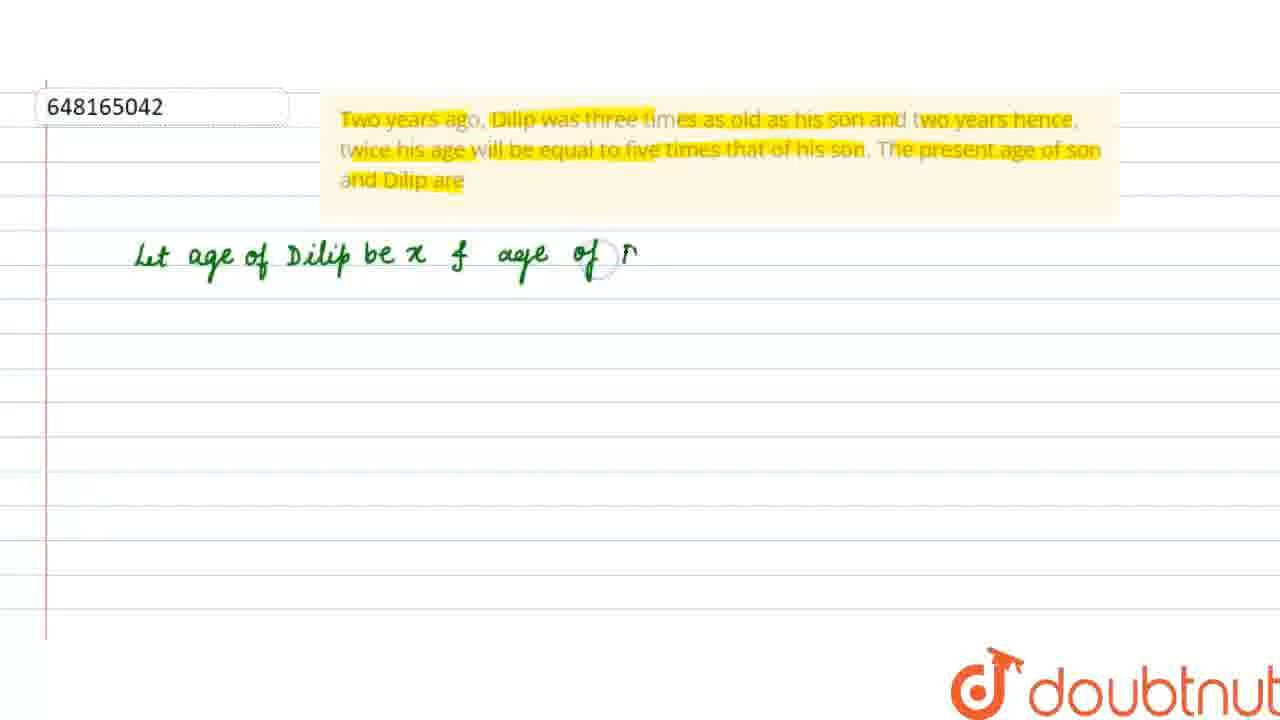 648165042
Two years ago, Dilip was three times as old as his son and two years hence,
twice his age will be equal to five times that of his son. The present age of son
and Dilip are
Let age of Dilip be x & age of
doubtnut